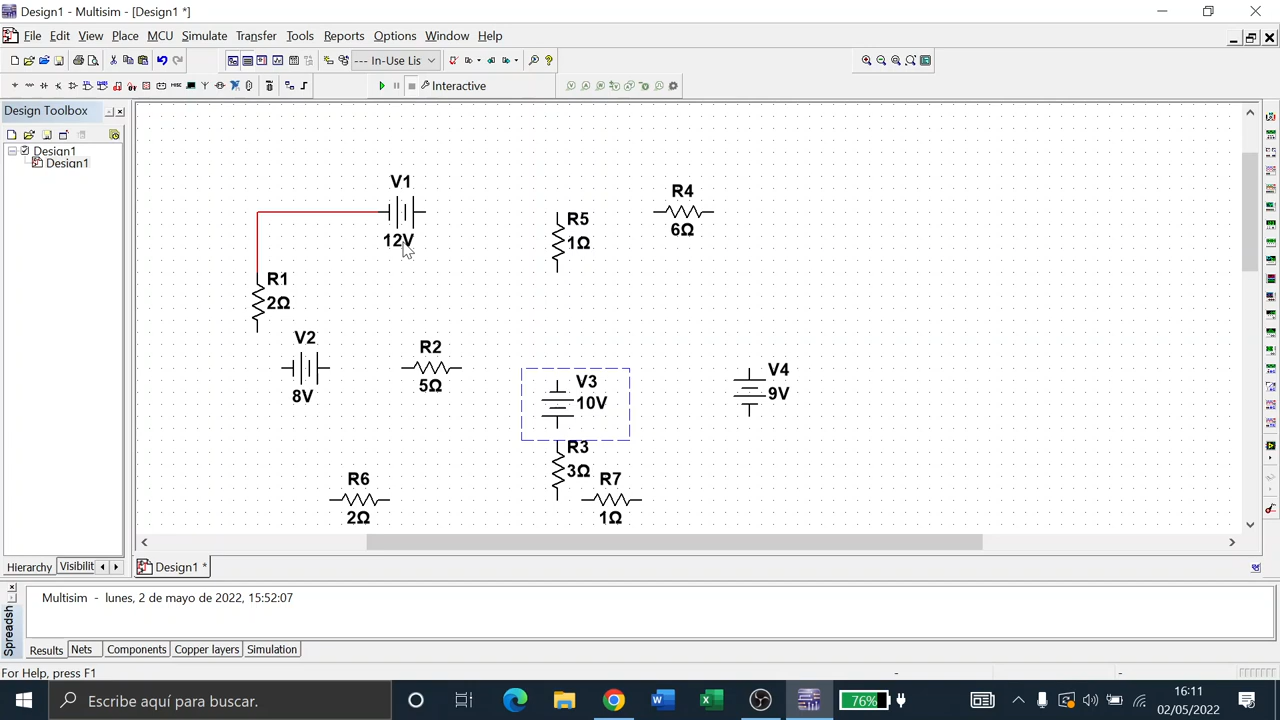 Design1 - Multisim - [Design1 *]
File Edit View Place MCU Simulate Transfer Tools Reports Options Window Help
--- In-Use Lis
Interactive
Design Toolbox
Design1
Design1
V1
12V
R4
6Ω
R5
1Ω
R1
2Ω
V2
8V
R2
5Ω
V3
10V
V4
9V
R3
3Ω
R6
2Ω
R7
1Ω
Hierarchy Visibilit
Design1 *
Spreadsh
Multisim - lunes, 2 de mayo de 2022, 15:52:07
Results Nets Components Copper layers Simulation
For Help, press F1
Escribe aquí para buscar.
76%
16:11
02/05/2022